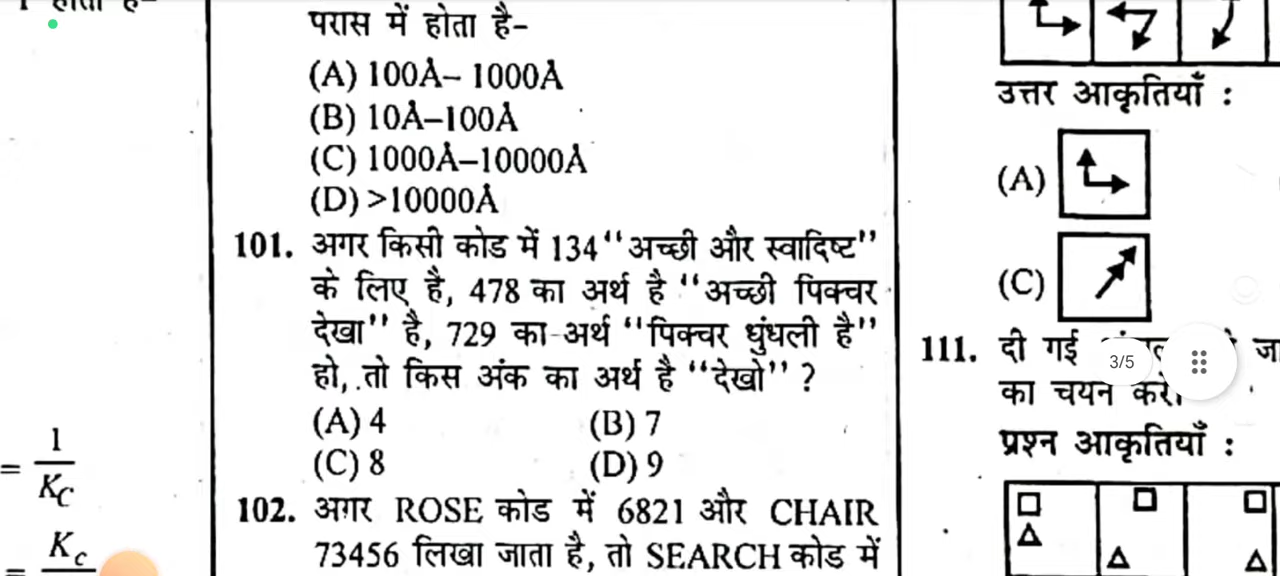 परास में होता है–
(A) 100Å– 1000Å
(B) 10Å–100Å
(C) 1000Å–10000Å
(D) >10000Å
101. अगर किसी कोड में 134 ‘‘अच्छी और स्वादिष्ट’’
के लिए है, 478 का अर्थ है ‘‘अच्छी पिक्चर
देखा’’ है, 729 का अर्थ ‘‘पिक्चर धुंधली है’’
हो, तो किस अंक का अर्थ है ‘‘देखो’’ ?
(A) 4 (B) 7
(C) 8 (D) 9
102. अगर ROSE कोड में 6821 और CHAIR
73456 लिखा जाता है, तो SEARCH कोड में
= 1
K_C
= K_c
उत्तर आकृतियाँ :
(A)
(C)
111. दी गई
3/5
का चयन करें।
प्रश्न आकृतियाँ :